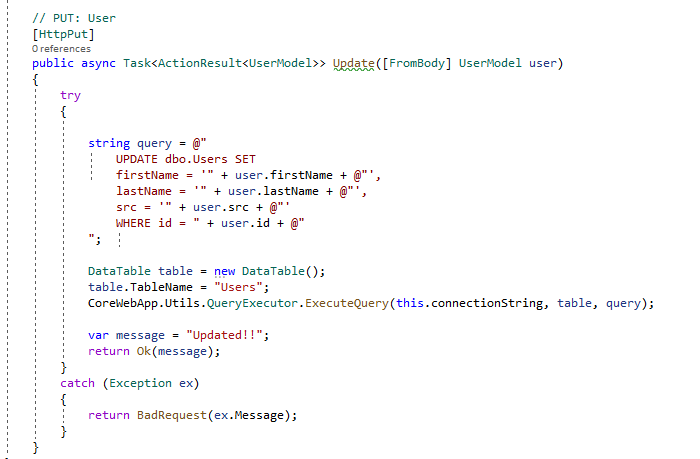 // PUT: User
[HttpPut]
0 references
public async Task<ActionResult<UserModel>> Update([FromBody] UserModel user)
{
try
{
string query = @"
UPDATE dbo.Users SET
firstName = '" + user.firstName + @"',
lastName = '" + user.lastName + @"',
src = '" + user.src + @"'
WHERE id = " + user.id + @"
";
DataTable table = new DataTable();
table.TableName = "Users";
CoreWebApp.Utils.QueryExecutor.ExecuteQuery(this.connectionString, table, query);
var message = "Updated!!";
return Ok(message);
}
catch (Exception ex)
{
return BadRequest(ex.Message);
}
}